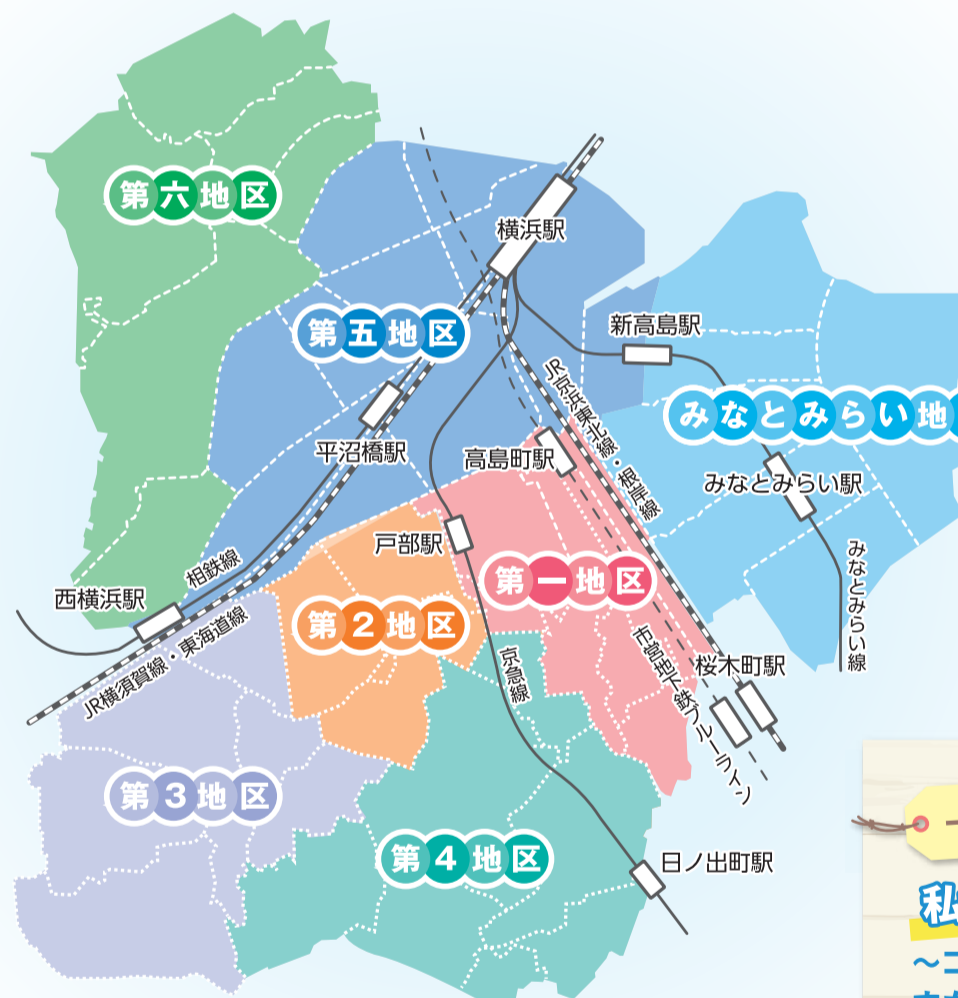 第六地区
横浜駅
第五地区
新高島駅
JR京浜東北線・根岸線
みなとみらい地
平沼橋駅
高島町駅
みなとみらい駅
戸部駅
みなとみらい線
相鉄線
第一地区
西横浜駅
第2地区
JR横須賀線・東海道線
京急線
市営地下鉄ブルーライン
桜木町駅
第3地区
第4地区
日ノ出町駅
私